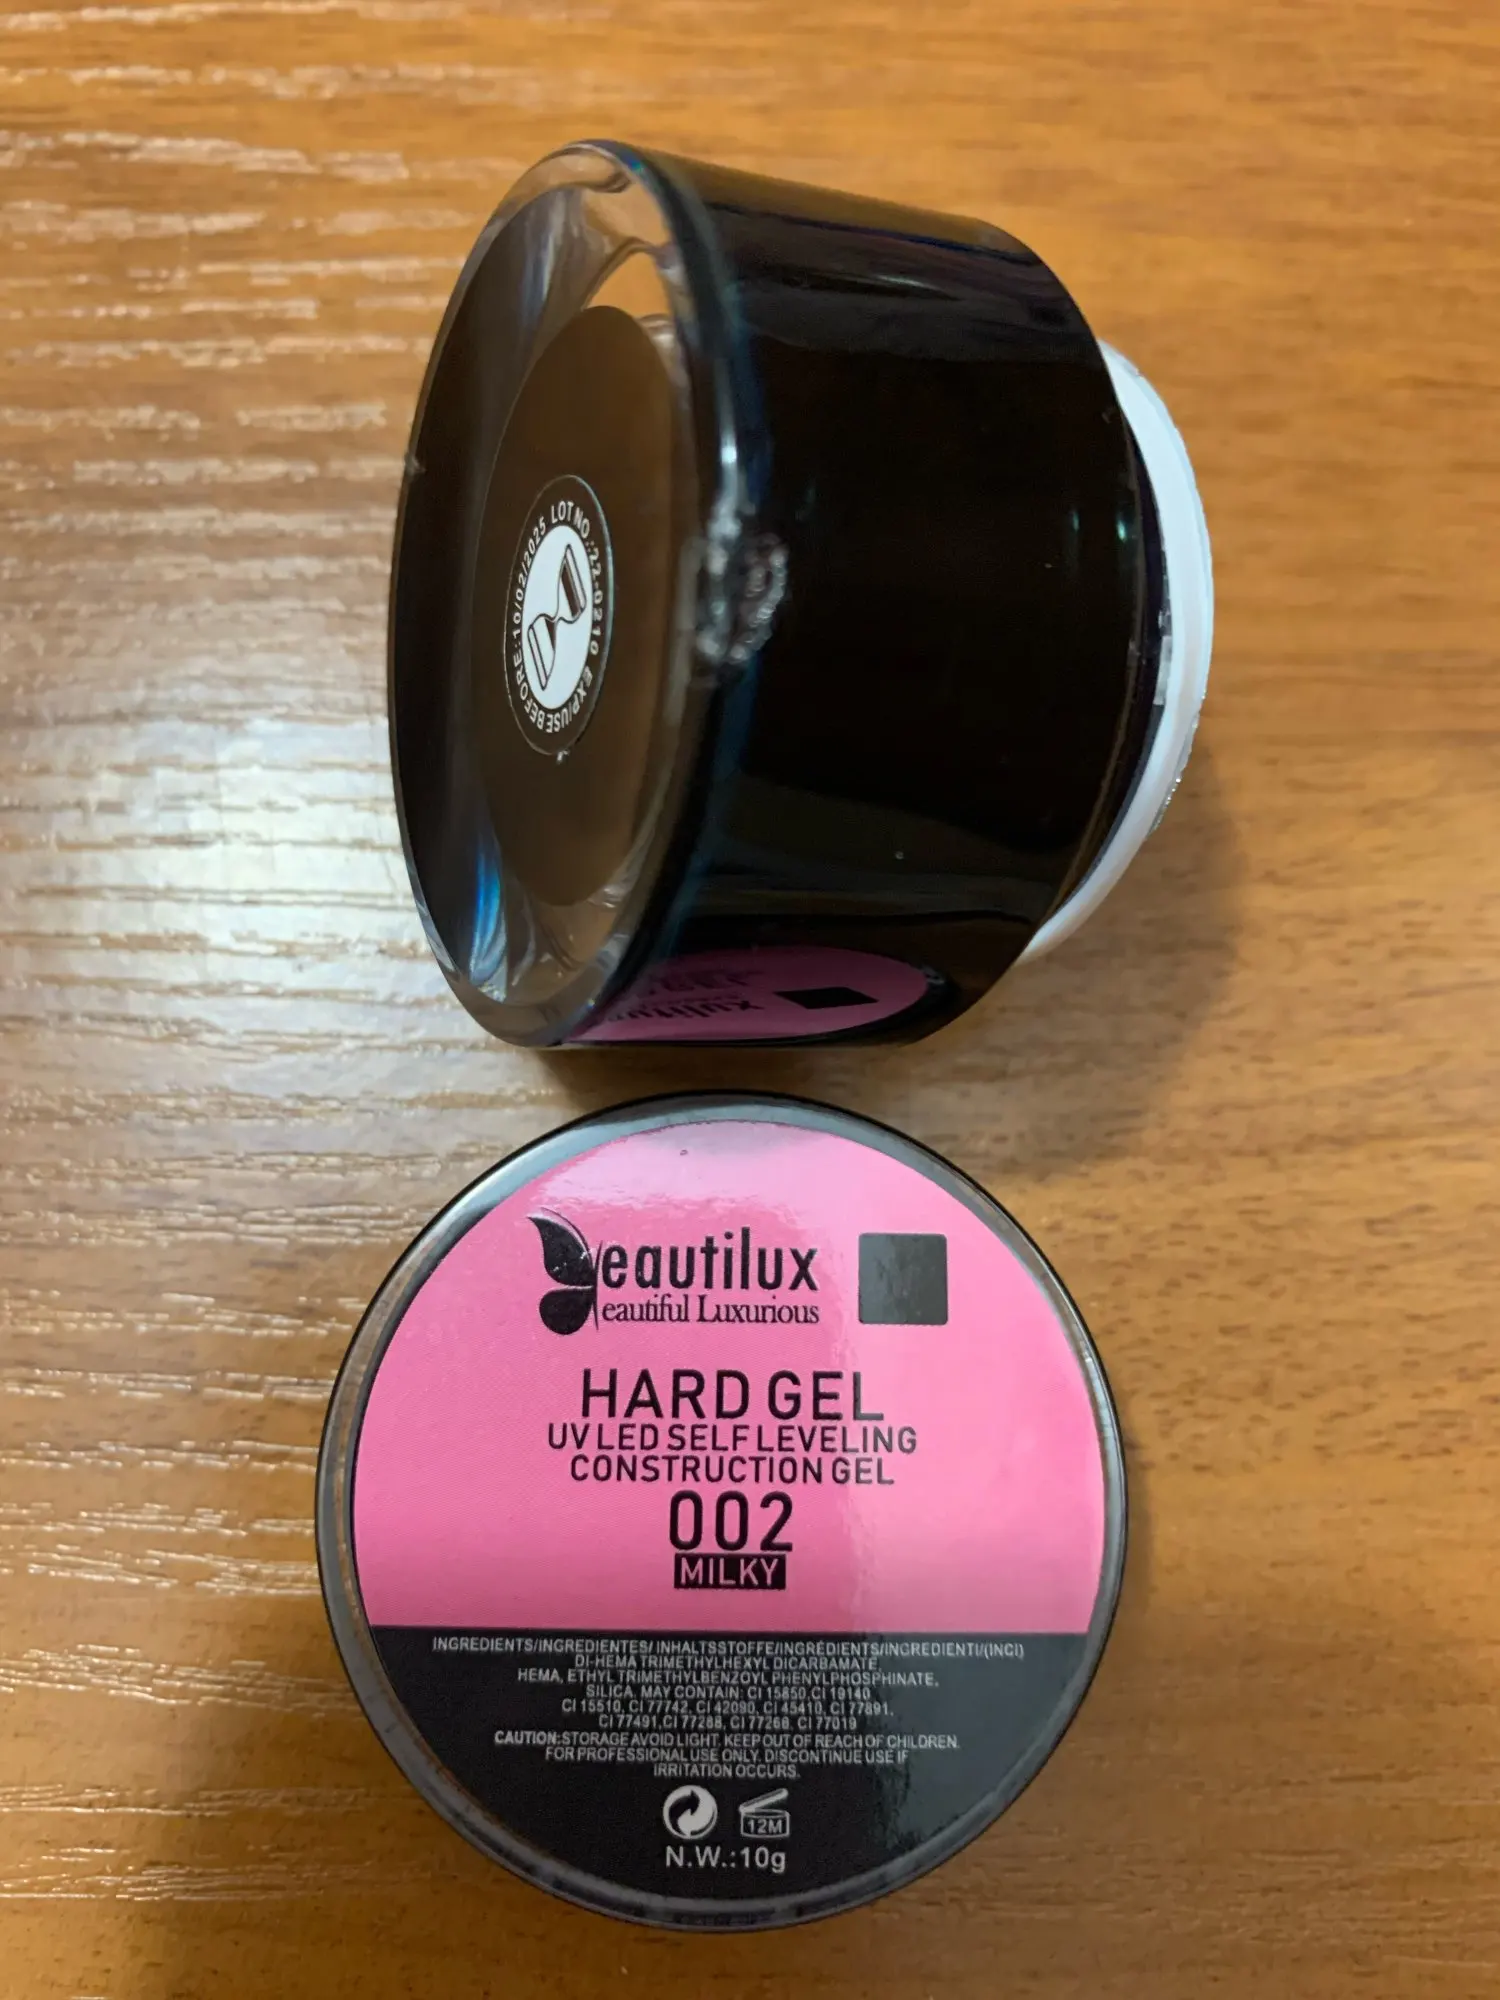 LOT NO.:22-0210 EXP/USE BEFORE:10/02/2025
eautilux
eautiful Luxurious
HARD GEL
UV LED SELF LEVELING
CONSTRUCTION GEL
002
MILKY
INGREDIENTS/INGREDIENTES/ INHALTSSTOFFE/INGRÉDIENTS/INCREDIENTI/(INCI)
DI-HEMA TRIMETHYLHEXYL DICARBAMATE,
HEMA, ETHYL TRIMETHYLBENZOYL PHENYLPHOSPHINATE,
SILICA, MAY CONTAIN: CI 15850,CI 19140
CI 15510, CI 77742, CI 42090, CI 45410, CI 77891,
CI 77491,CI 77288, CI 77266, CI 77019
CAUTION:STORAGE AVOID LIGHT. KEEP OUT OF REACH OF CHILDREN.
FOR PROFESSIONAL USE ONLY. DISCONTINUE USE IF
IRRITATION OCCURS.
12M
N.W.:10g